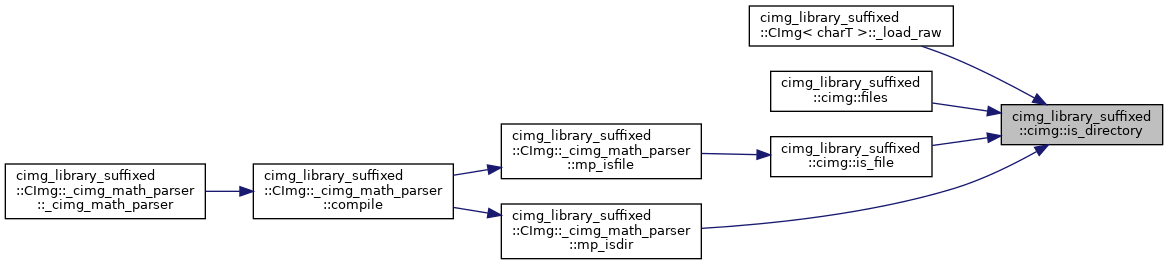 cimg_library_suffixed
::CImg< charT >::_load_raw
cimg_library_suffixed
::cimg::files
cimg_library_suffixed
::cimg::is_directory
cimg_library_suffixed
::CImg::_cimg_math_parser
::mp_isfile
cimg_library_suffixed
::cimg::is_file
cimg_library_suffixed
::CImg::_cimg_math_parser
::_cimg_math_parser
cimg_library_suffixed
::CImg::_cimg_math_parser
::compile
cimg_library_suffixed
::CImg::_cimg_math_parser
::mp_isdir